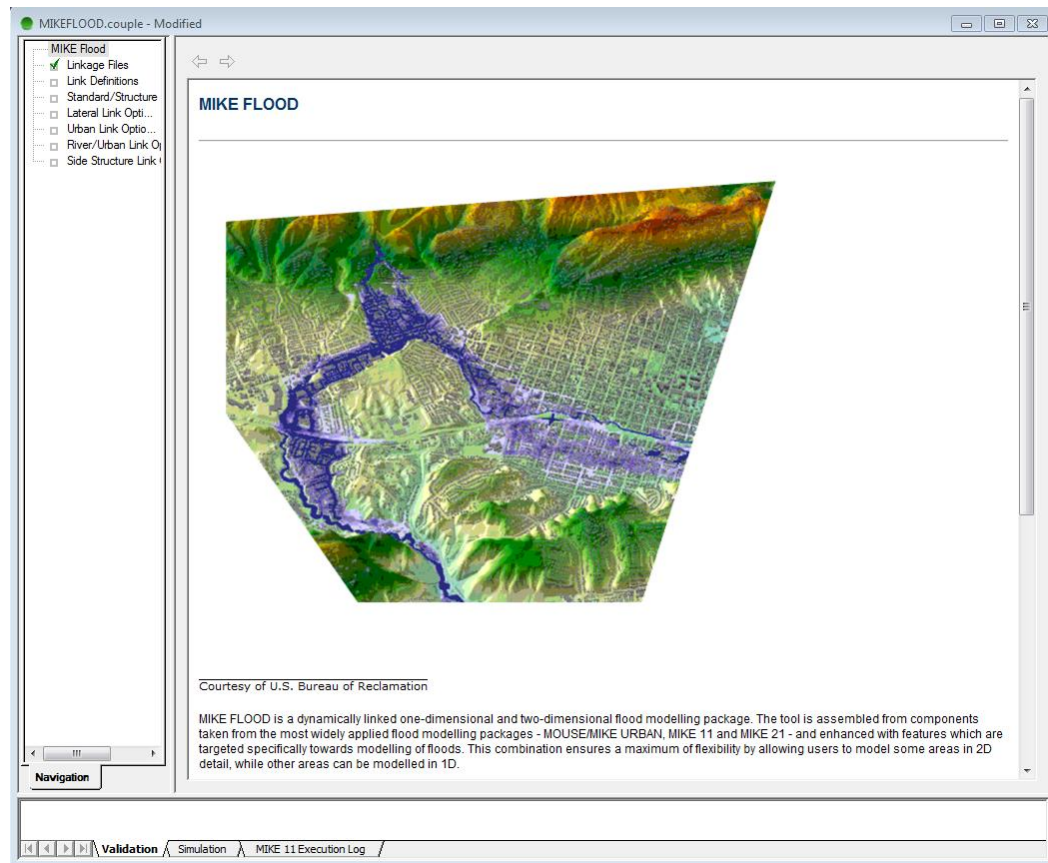 MIKEFLOOD.couple - Modified
MIKE Flood
Linkage Files
Link Definitions
Standard/Structure
Lateral Link Opti...
Urban Link Optio...
River/Urban Link O
Side Structure Link
Navigation
MIKE FLOOD
Courtesy of U.S. Bureau of Reclamation
MIKE FLOOD is a dynamically linked one-dimensional and two-dimensional flood modelling package. The tool is assembled from components
taken from the most widely applied flood modelling packages - MOUSE/MIKE URBAN, MIKE 11 and MIKE 21 - and enhanced with features which are
targeted specifically towards modelling of floods. This combination ensures a maximum of flexibility by allowing users to model some areas in 2D
detail, while other areas can be modelled in 1D.
Validation
Simulation
MIKE 11 Execution Log